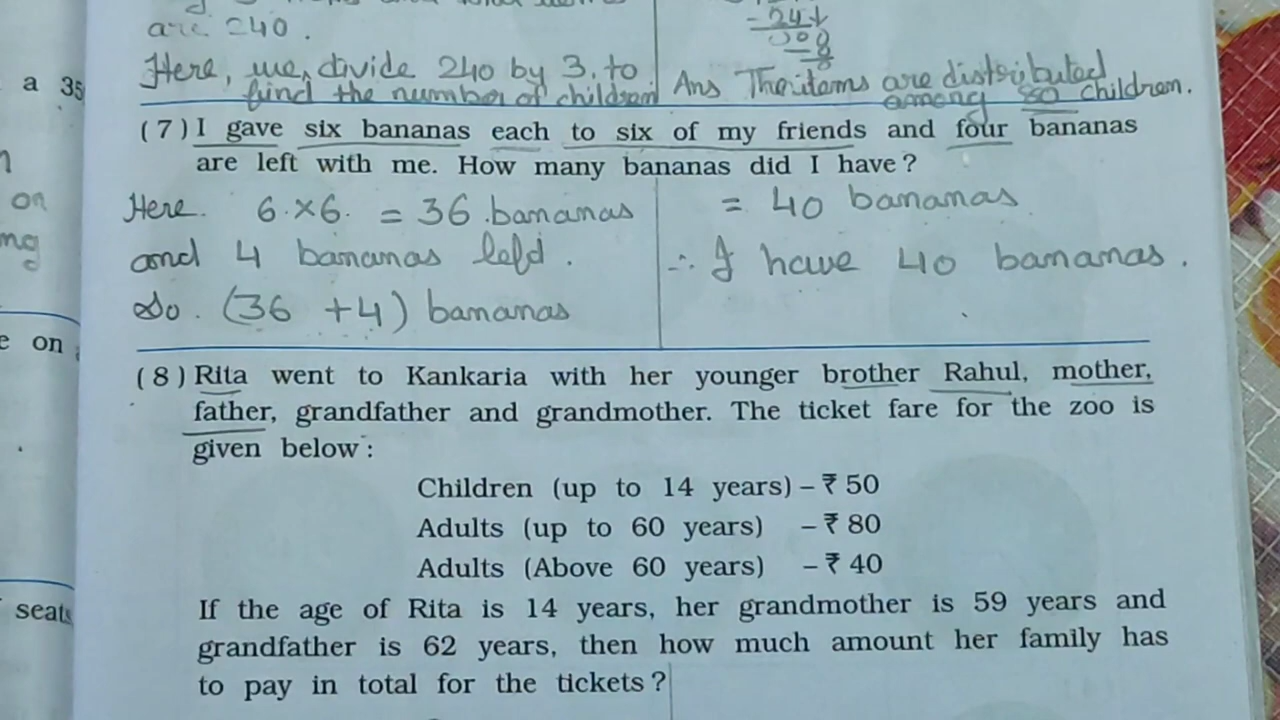 are 240.
-24↓
00
-0
Here, we, divide 240 by 3. to
find the number of children
Ans The items are distributed
among 80 children.
a 35
(7) I gave six bananas each to six of my friends and four bananas
are left with me. How many bananas did I have?
on
ng
Here. 6 × 6. = 36 .bananas
and 4 bananas lefd.
So. (36 + 4) bananas
= 40 bananas
∴ I have 40 bananas.
e on
(8) Rita went to Kankaria with her younger brother Rahul, mother,
father, grandfather and grandmother. The ticket fare for the zoo is
given below :
Children (up to 14 years) – ₹ 50
Adults (up to 60 years) – ₹ 80
Adults (Above 60 years) – ₹ 40
seats
If the age of Rita is 14 years, her grandmother is 59 years and
grandfather is 62 years, then how much amount her family has
to pay in total for the tickets?